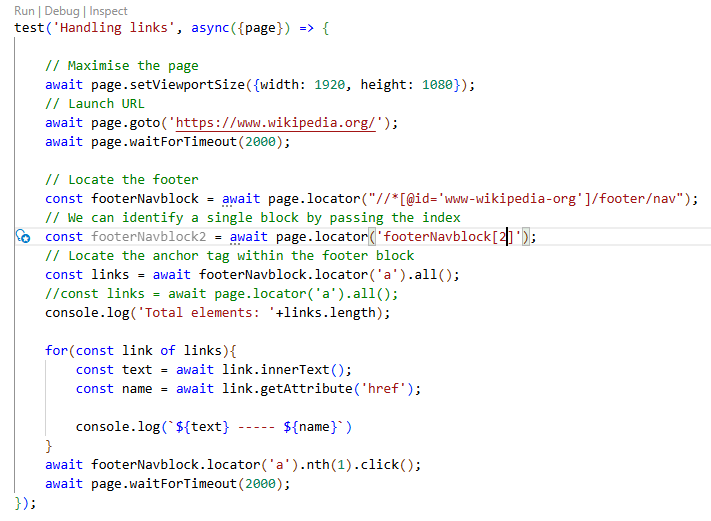 Run | Debug | Inspect
test('Handling links', async({page}) => {
// Maximise the page
await page.setViewportSize({width: 1920, height: 1080});
// Launch URL
await page.goto('https://www.wikipedia.org/');
await page.waitForTimeout(2000);
// Locate the footer
const footerNavblock = await page.locator("//*[@id='www-wikipedia-org']/footer/nav");
// We can identify a single block by passing the index
const footerNavblock2 = await page.locator('footerNavblock[2]');
// Locate the anchor tag within the footer block
const links = await footerNavblock.locator('a').all();
//const links = await page.locator('a').all();
console.log('Total elements: '+links.length);
for(const link of links){
const text = await link.innerText();
const name = await link.getAttribute('href');
console.log(`${text} ----- ${name}`)
}
await footerNavblock.locator('a').nth(1).click();
await page.waitForTimeout(2000);
});